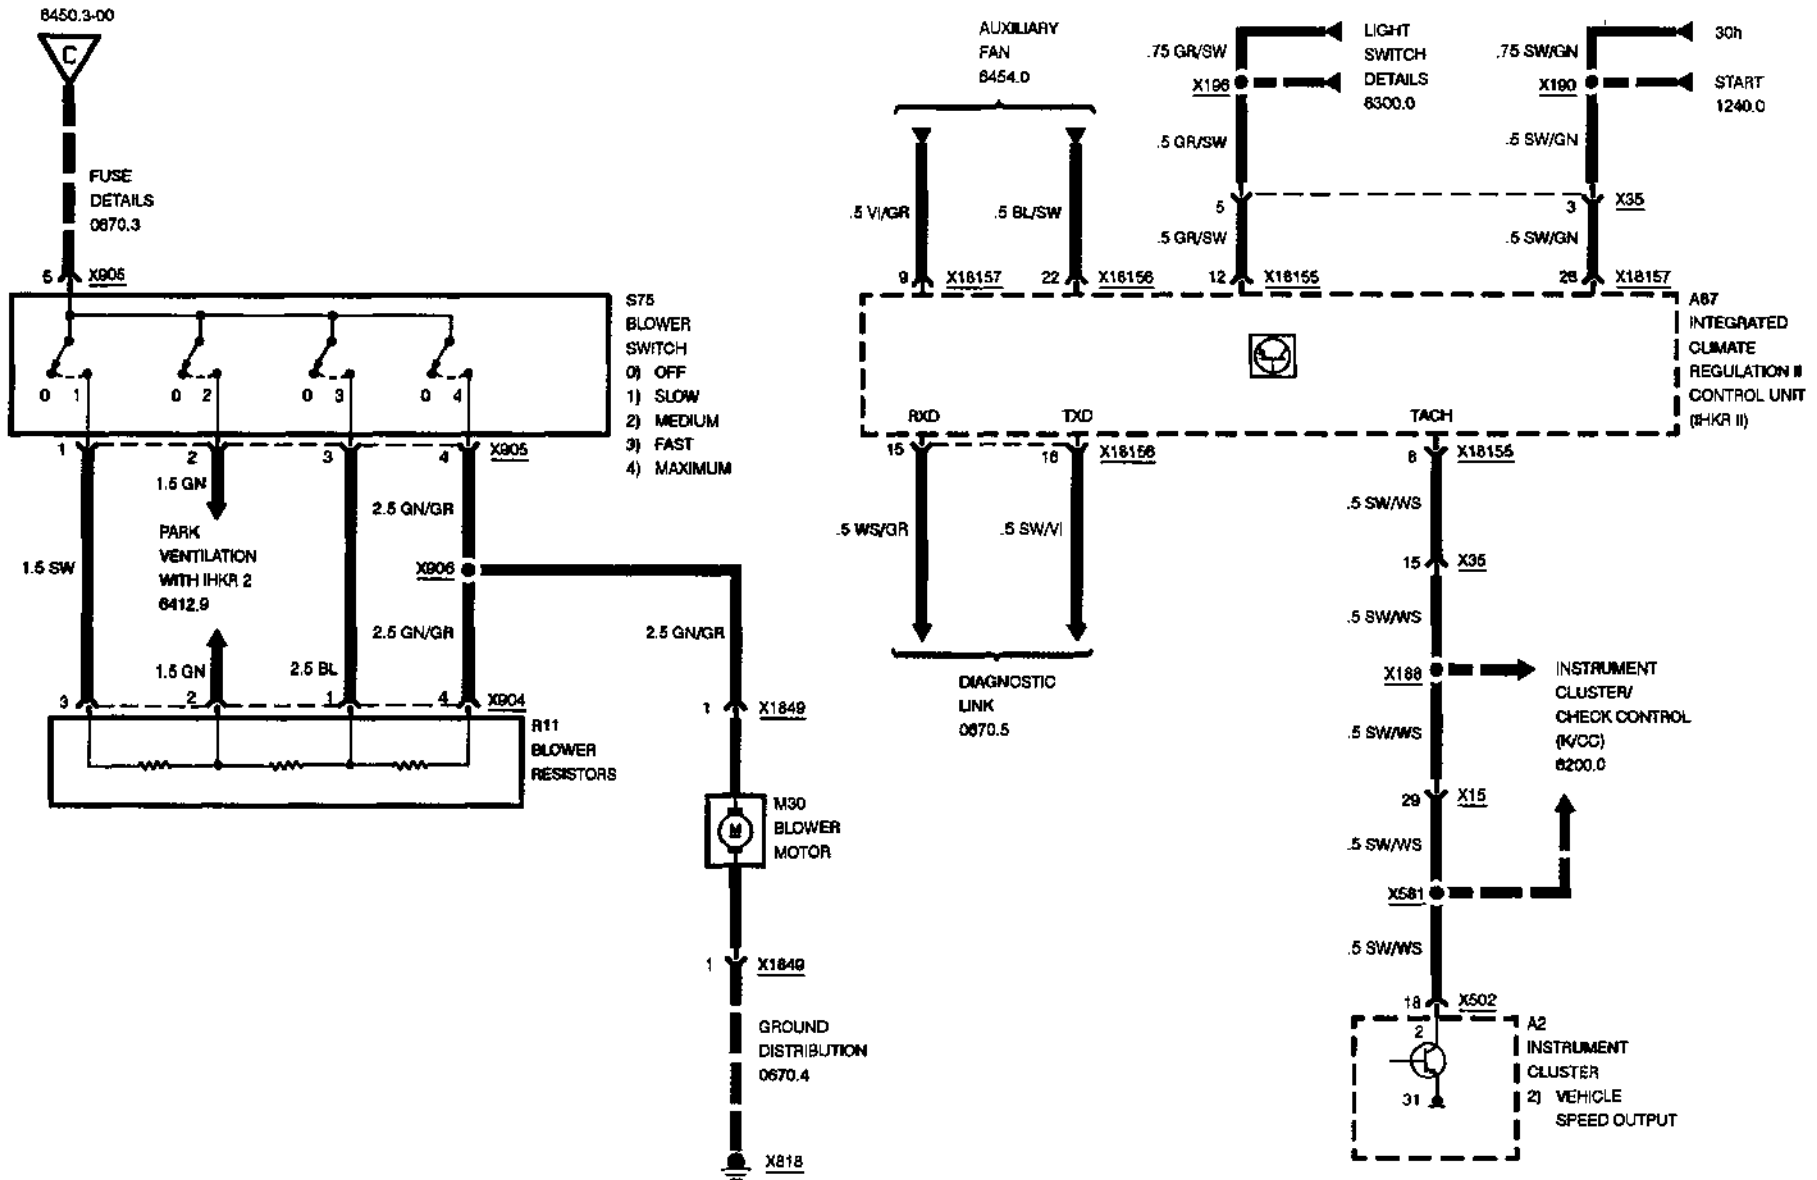 6450.3-00
C
FUSE
DETAILS
0670.3
5 X905
S75
BLOWER
SWITCH
0) OFF
1) SLOW
2) MEDIUM
3) FAST
4) MAXIMUM
0 1 0 2 0 3 0 4
1 2 3 4 X905
1.5 GN
2.5 GN/GR
PARK
VENTILATION
WITH IHKR 2
6412.9
1.5 SW
X906
2.5 GN/GR
2.5 GN/GR
1.5 GN
2.5 BL
3 2 1 4 X904
R11
BLOWER
RESISTORS
1 X1849
M30
BLOWER
MOTOR
M
1 X1849
GROUND
DISTRIBUTION
0670.4
X818
AUXILIARY
FAN
6454.0
.5 VI/GR
.5 BL/SW
9 X18157
22 X18156
.75 GR/SW
LIGHT
SWITCH
DETAILS
6300.0
X196
.5 GR/SW
5
.5 GR/SW
12 X18155
.75 SW/GN
30h
X190
START
1240.0
.5 SW/GN
3 X35
.5 SW/GN
26 X18157
A67
INTEGRATED
CLIMATE
REGULATION II
CONTROL UNIT
(IHKR II)
RXD TXD TACH
15 16 X18156
6 X18155
.5 WS/GR
.5 SW/VI
DIAGNOSTIC
LINK
0670.5
.5 SW/WS
15 X35
.5 SW/WS
X188
INSTRUMENT
CLUSTER/
CHECK CONTROL
(K/CC)
6200.0
.5 SW/WS
29 X15
.5 SW/WS
X581
.5 SW/WS
18 X502
A2
INSTRUMENT
CLUSTER
2) VEHICLE
SPEED OUTPUT
2
31